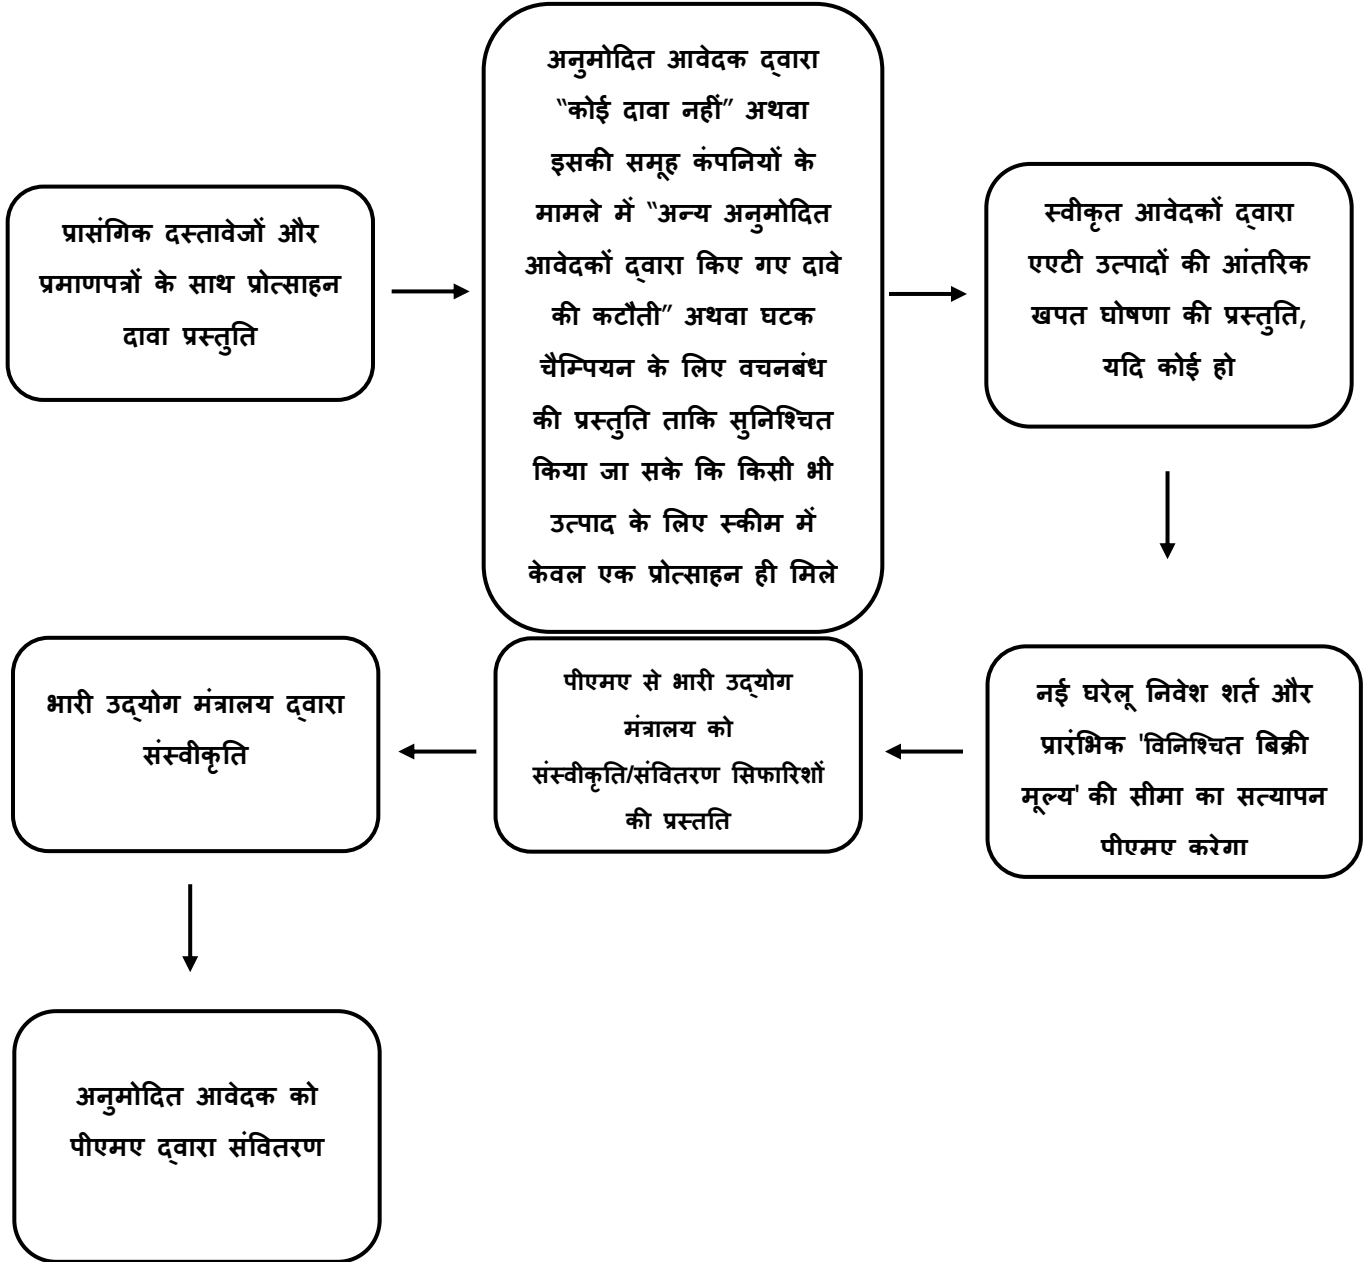 प्रासंगिक दस्तावेजों और
प्रमाणपत्रों के साथ प्रोत्साहन
दावा प्रस्तुति
अनुमोदित आवेदक द्वारा
“कोई दावा नहीं” अथवा
इसकी समूह कंपनियों के
मामले में “अन्य अनुमोदित
आवेदकों द्वारा किए गए दावे
की कटौती” अथवा घटक
चैम्पियन के लिए वचनबंध
की प्रस्तुति ताकि सुनिश्चित
किया जा सके कि किसी भी
उत्पाद के लिए स्कीम में
केवल एक प्रोत्साहन ही मिले
स्वीकृत आवेदकों द्वारा
एएटी उत्पादों की आंतरिक
खपत घोषणा की प्रस्तुति,
यदि कोई हो
नई घरेलू निवेश शर्त और
प्रारंभिक 'विनिश्चित बिक्री
मूल्य' की सीमा का सत्यापन
पीएमए करेगा
पीएमए से भारी उद्योग
मंत्रालय को
संस्वीकृति/संवितरण सिफारिशों
की प्रस्तति
भारी उद्योग मंत्रालय द्वारा
संस्वीकृति
अनुमोदित आवेदक को
पीएमए द्वारा संवितरण